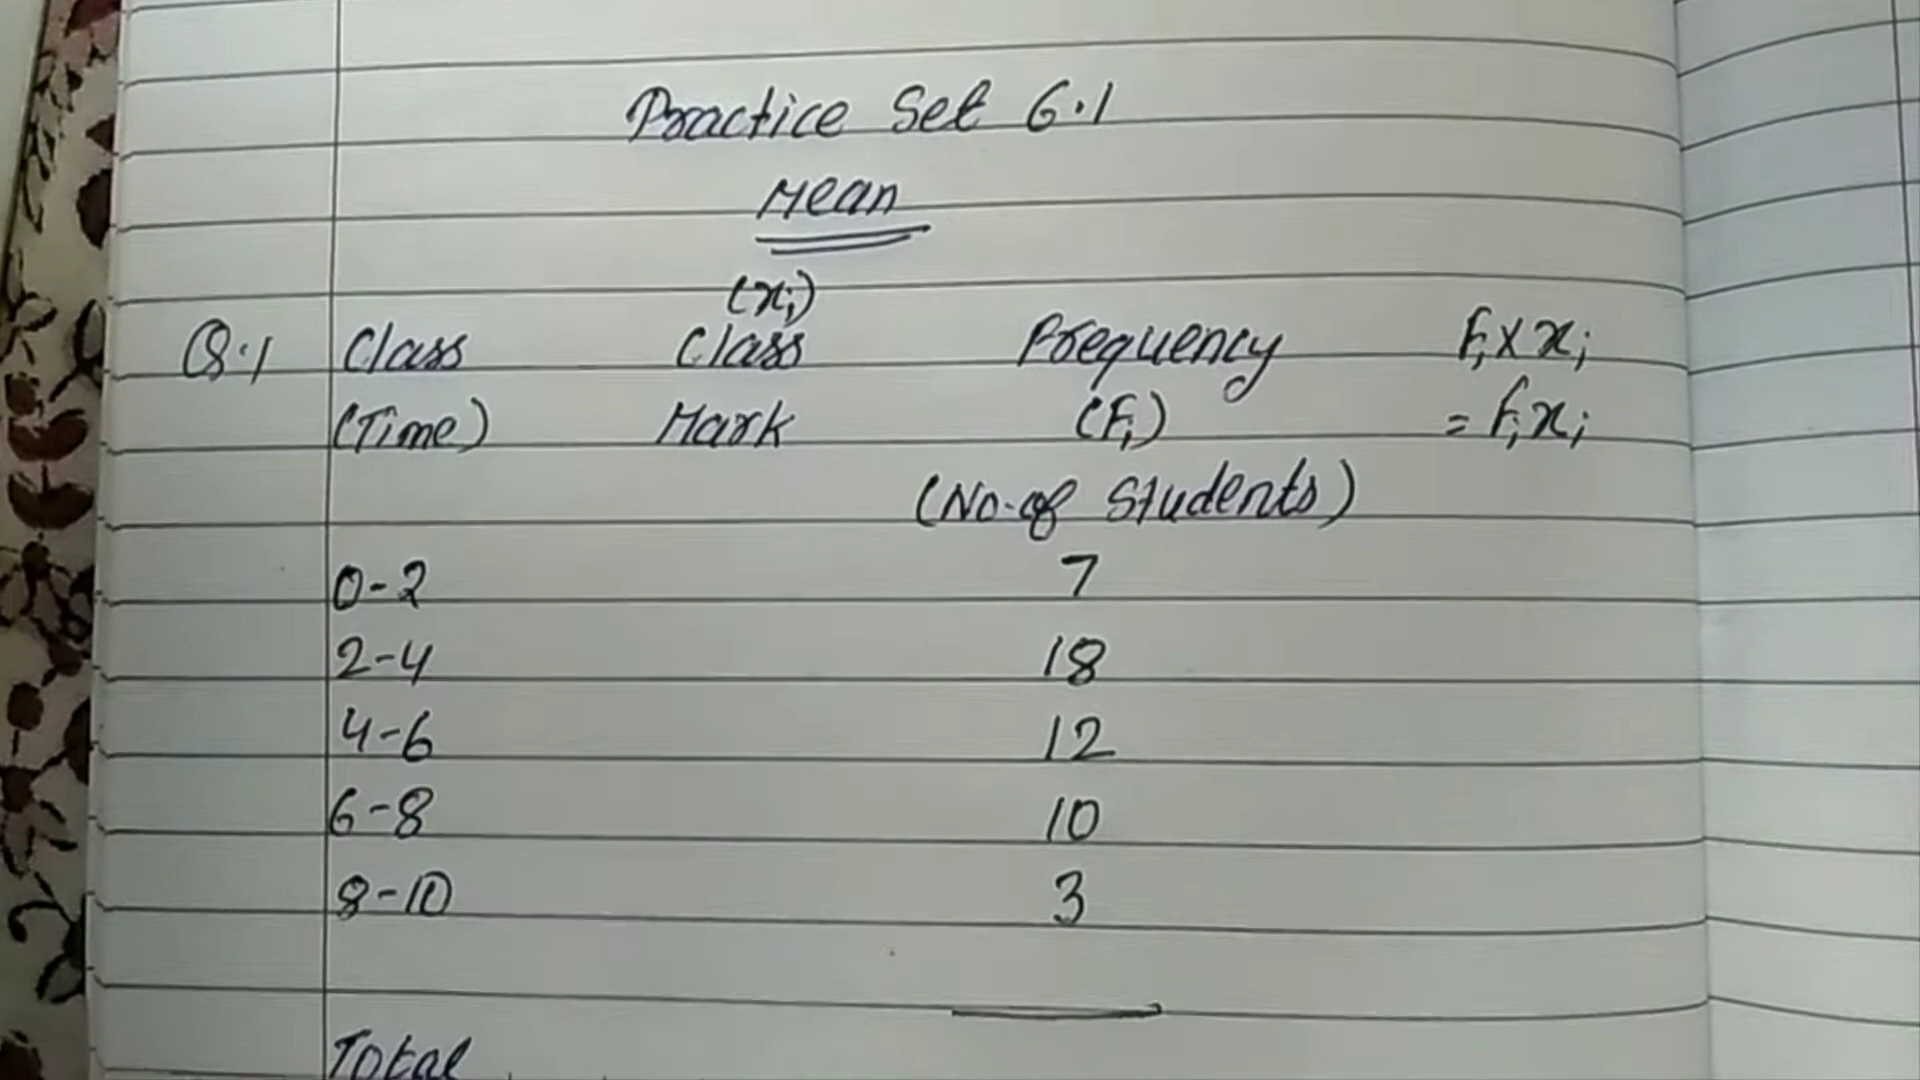 Practice Set 6.1
Mean
(xi)
Q.1 Class Class Frequency Fi×xi
(Time) Mark (Fi) = fixi
(No. of Students)
0-2 7
2-4 18
4-6 12
6-8 10
8-10 3
Total